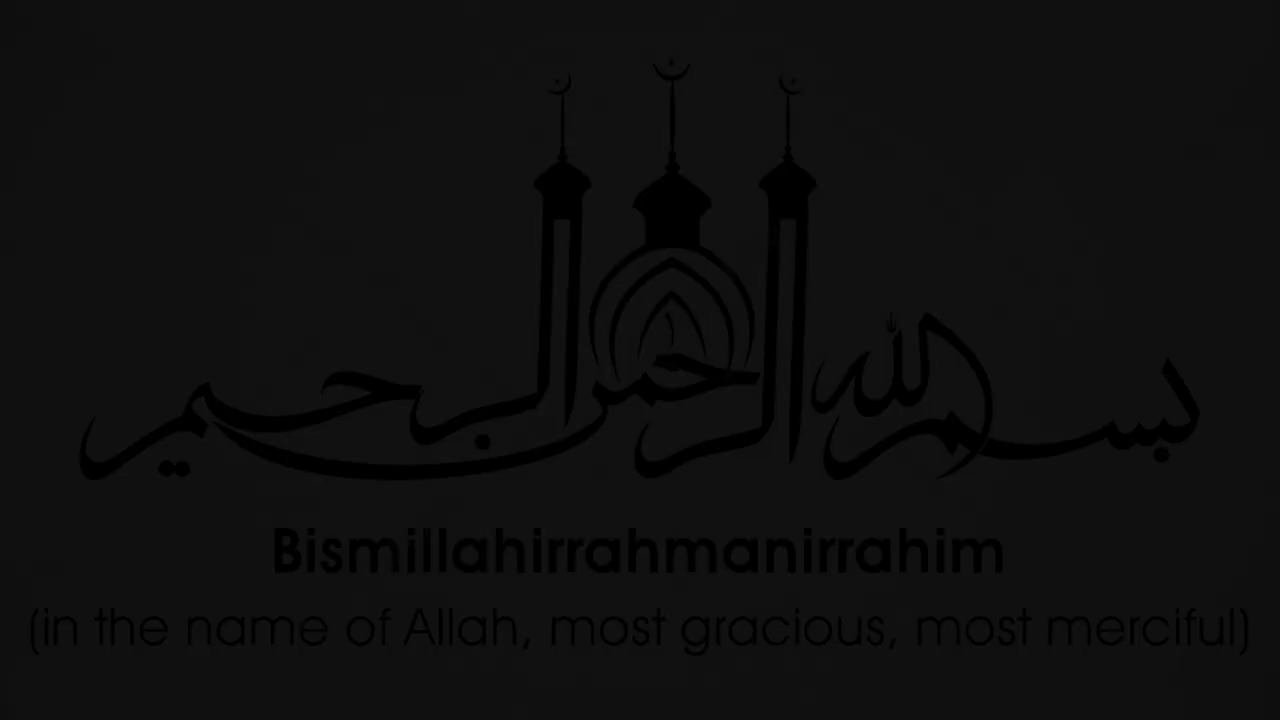 بسم الله الرحمن الرحيم
Bismillahirrahmanirrahim
(in the name of Allah, most gracious, most merciful)